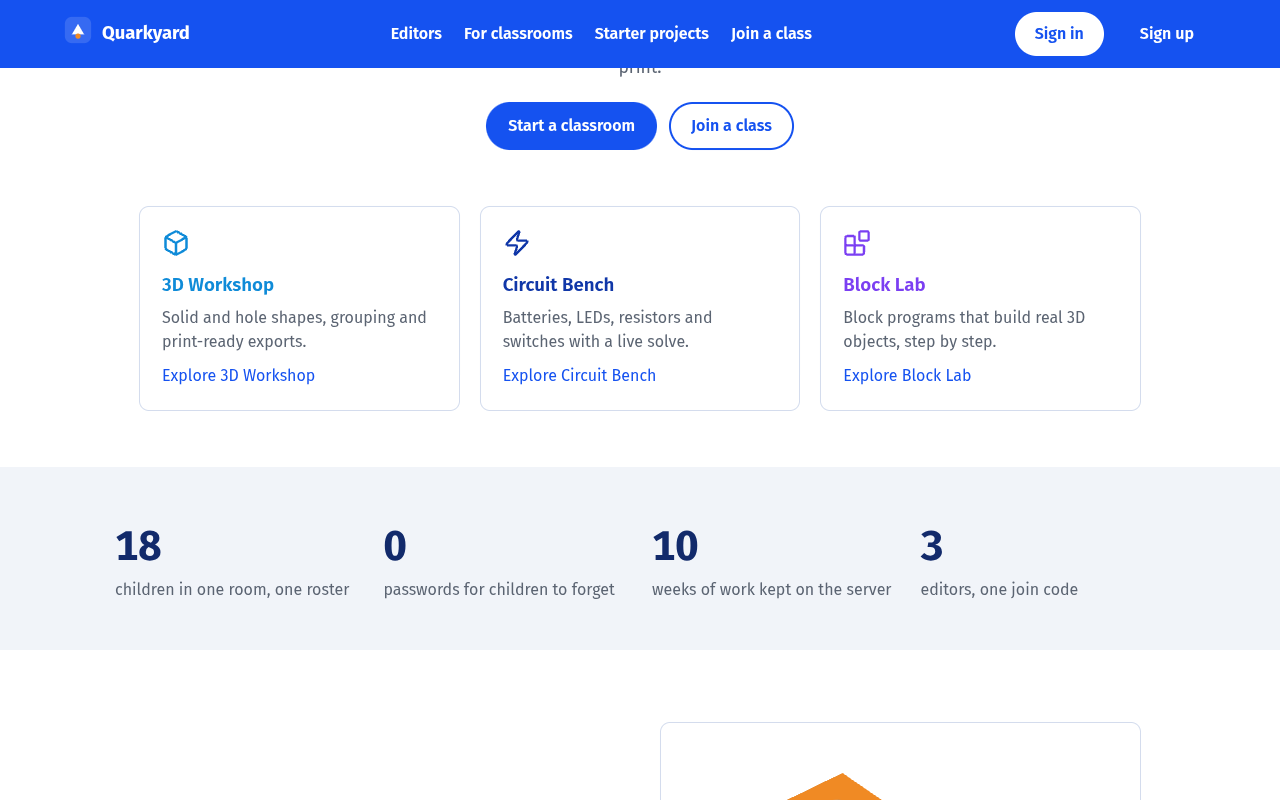 Quarkyard
Editors
For classrooms
Starter projects
Join a class
Sign in
Sign up
print.
Start a classroom
Join a class
3D Workshop
Solid and hole shapes, grouping and
print-ready exports.
Explore 3D Workshop
Circuit Bench
Batteries, LEDs, resistors and
switches with a live solve.
Explore Circuit Bench
Block Lab
Block programs that build real 3D
objects, step by step.
Explore Block Lab
18
children in one room, one roster
0
passwords for children to forget
10
weeks of work kept on the server
3
editors, one join code